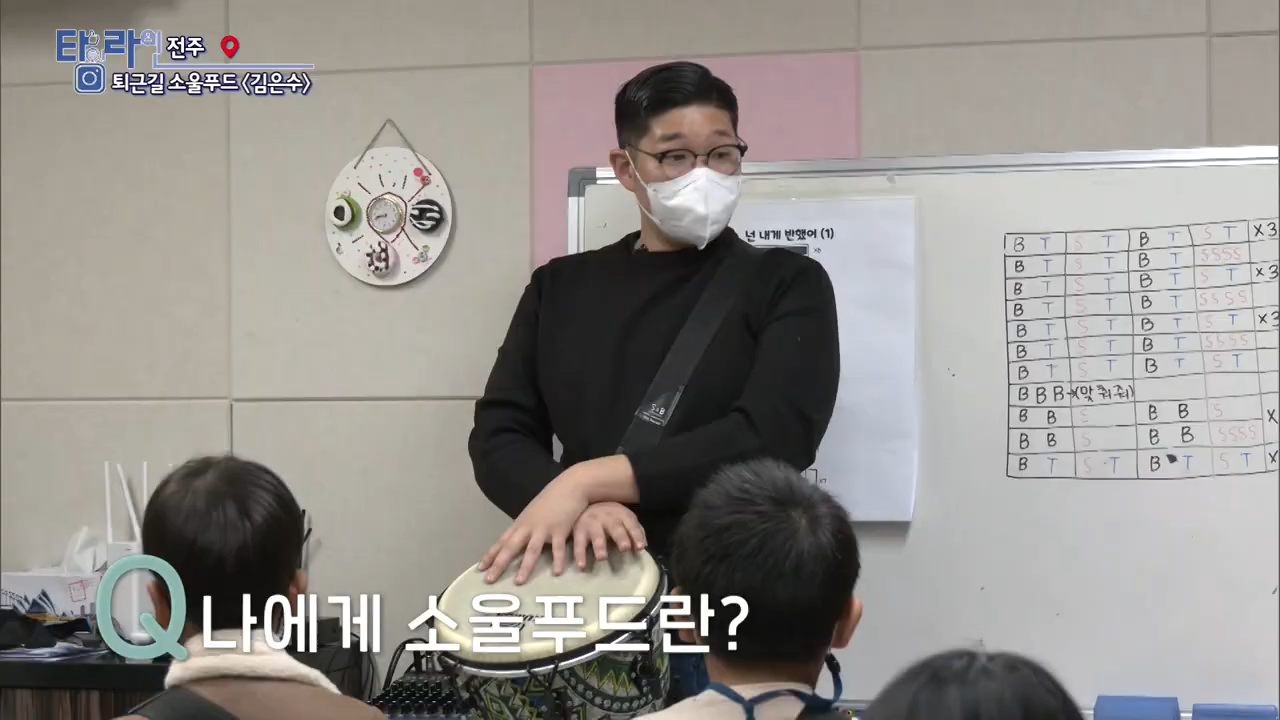 타라인 전주
퇴근길 소울푸드 〈김은수〉
넌 내게 반했어 (1)
B T S T B T S T ×3
B T S T B T SSSS
B T S T B T S T ×3
B T S T B T SSSS
B T S T B T S T ×3
B T S T B T SSSS
B T S T B T S T
B B B→(맞춰줘)
B B S B B S ×
B B S B B SSSS
B T S T B T S T ×
S×B
Q 나에게 소울푸드란?